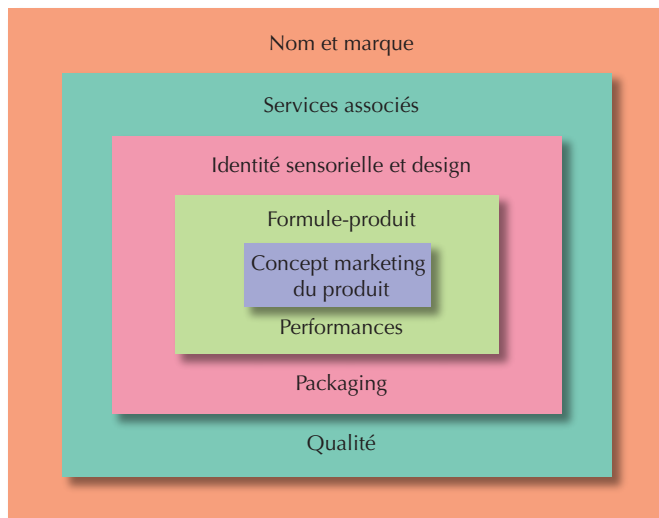 Nom et marque
Services associés
Identité sensorielle et design
Formule-produit
Concept marketing
du produit
Performances
Packaging
Qualité